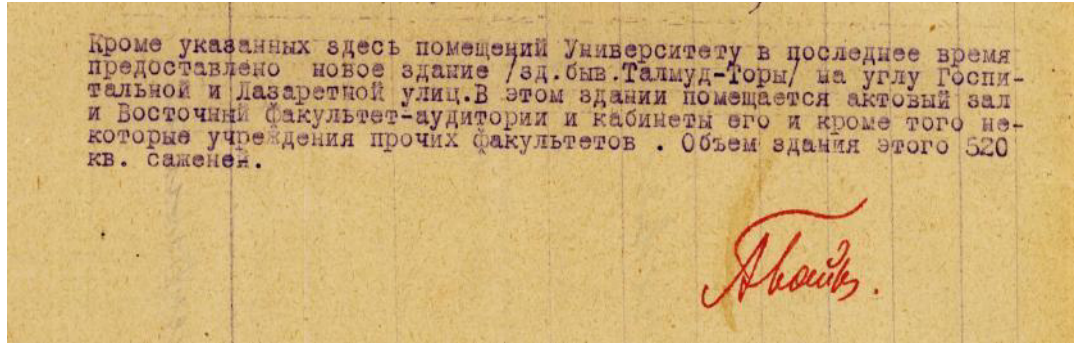 Кроме указанных здесь помещений Университету в последнее время
предоставлено новое здание /зд.быв.Талмуд-Торы/ на углу Госпи-
тальной и Лазаретной улиц.В этом здании помещается актовый зал
и Восточный факультет-аудитории и кабинеты его и кроме того не-
которые учреждения прочих факультетов . Объем здания этого 520
кв. саженей.